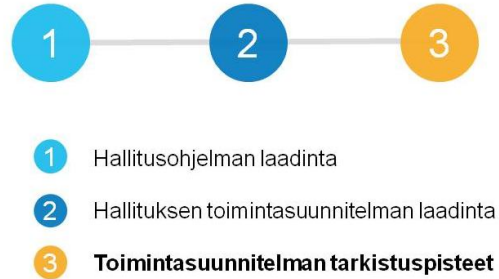 1 2 3
1 Hallitusohjelman laadinta
2 Hallituksen toimintasuunnitelman laadinta
3 Toimintasuunnitelman tarkistuspisteet